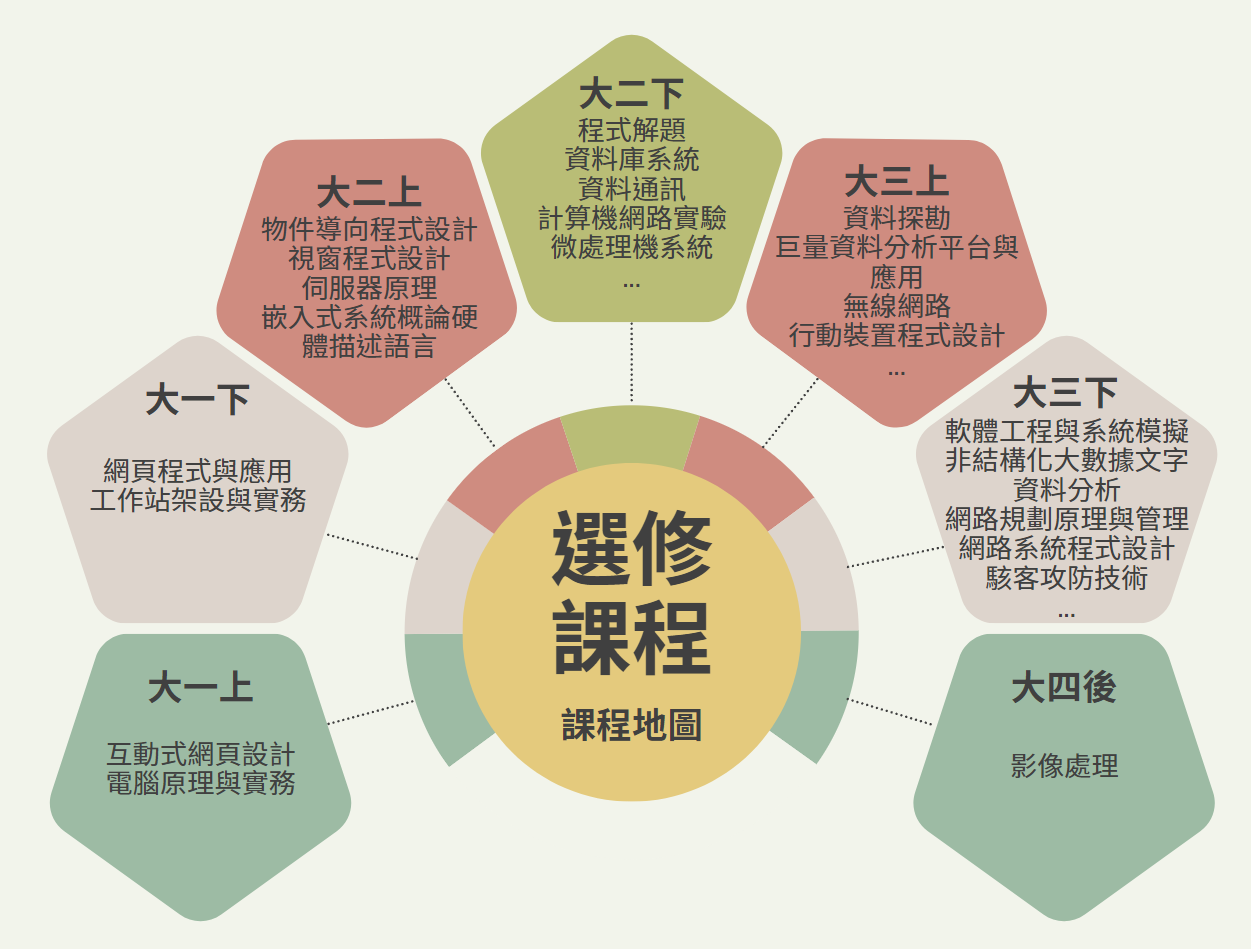 大二下
程式解題
資料庫系統
資料通訊
計算機網路實驗
微處理機系統
...
大二上
物件導向程式設計
視窗程式設計
伺服器原理
嵌入式系統概論硬
體描述語言
大三上
資料探勘
巨量資料分析平台與
應用
無線網路
行動裝置程式設計
...
大一下
網頁程式與應用
工作站架設與實務
大三下
軟體工程與系統模擬
非結構化大數據文字
資料分析
網路規劃原理與管理
網路系統程式設計
駭客攻防技術
...
選修
課程
課程地圖
大一上
互動式網頁設計
電腦原理與實務
大四後
影像處理